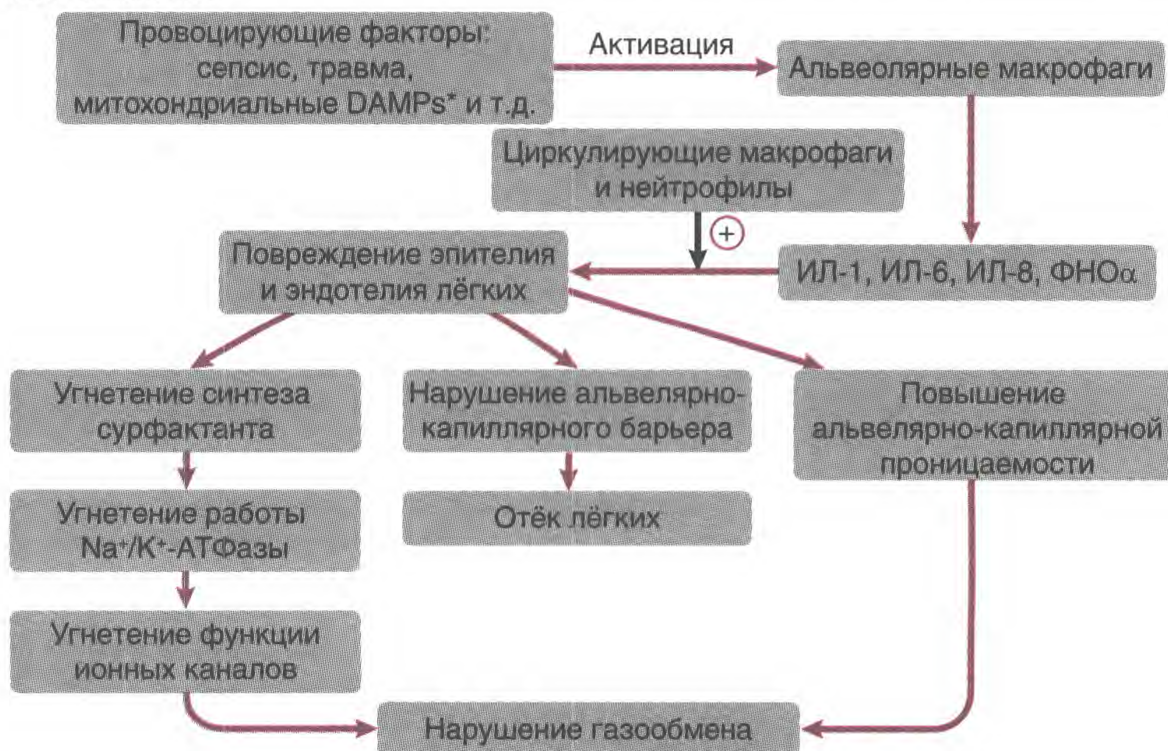 Провоцирующие факторы:
сепсис, травма,
митохондриальные DAMPs* и т.д.
Активация
Альвеолярные макрофаги
Циркулирующие макрофаги
и нейтрофилы
+
Повреждение эпителия
и эндотелия лёгких
ИЛ-1, ИЛ-6, ИЛ-8, ФНОα
Угнетение синтеза
сурфактанта
Нарушение альвелярно-
капиллярного барьера
Повышение
альвелярно-капиллярной
проницаемости
Угнетение работы
Na⁺/K⁺-АТФазы
Отёк лёгких
Угнетение функции
ионных каналов
Нарушение газообмена